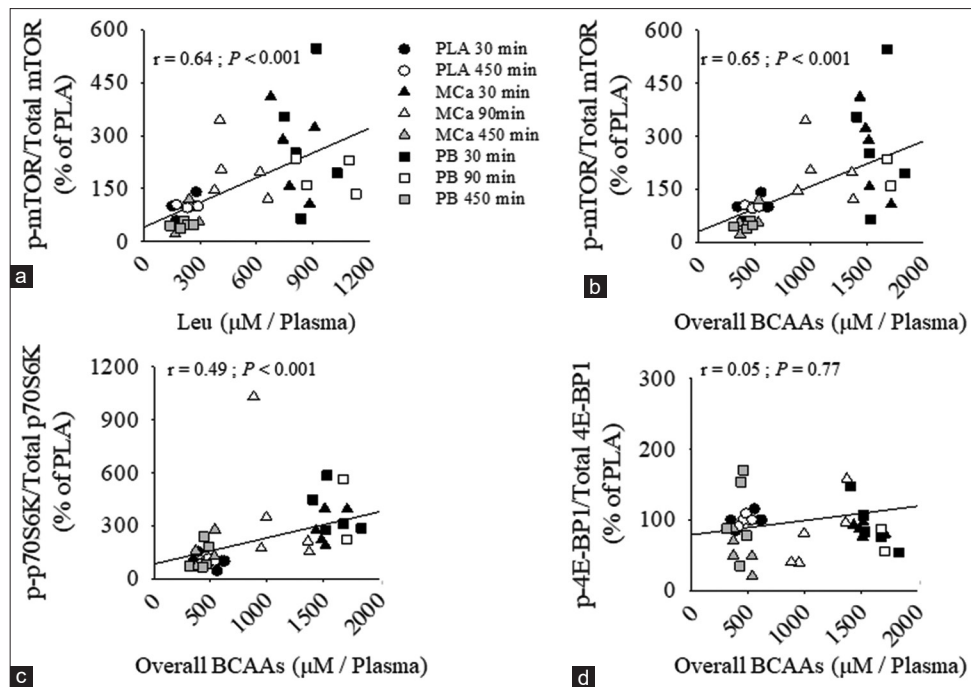 p-mTOR/Total mTOR
(% of PLA)
600
450
300
150
0
r = 0.64 ; P < 0.001
0
300
600
900
1200
Leu (µM / Plasma)
a
PLA 30 min
PLA 450 min
MCa 30 min
MCa 90min
MCa 450 min
PB 30 min
PB 90 min
PB 450 min
p-mTOR/Total mTOR
(% of PLA)
600
450
300
150
0
r = 0.65 ; P < 0.001
0
500
1000
1500
2000
Overall BCAAs (µM / Plasma)
b
p-p70S6K/Total p70S6K
(% of PLA)
1200
900
600
300
0
r = 0.49 ; P < 0.001
0
500
1000
1500
2000
Overall BCAAs (µM / Plasma)
c
p-4E-BP1/Total 4E-BP1
(% of PLA)
300
200
100
0
r = 0.05 ; P = 0.77
0
500
1000
1500
2000
Overall BCAAs (µM / Plasma)
d